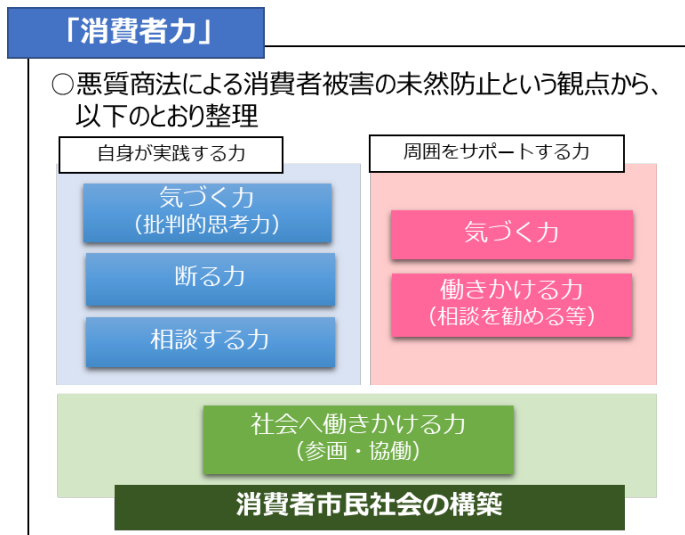 「消費者力」
○悪質商法による消費者被害の未然防止という観点から、
以下のとおり整理
自身が実践する力
周囲をサポートする力
気づく力
（批判的思考力）
断る力
相談する力
気づく力
働きかける力
（相談を勧める等）
社会へ働きかける力
（参画・協働）
消費者市民社会の構築